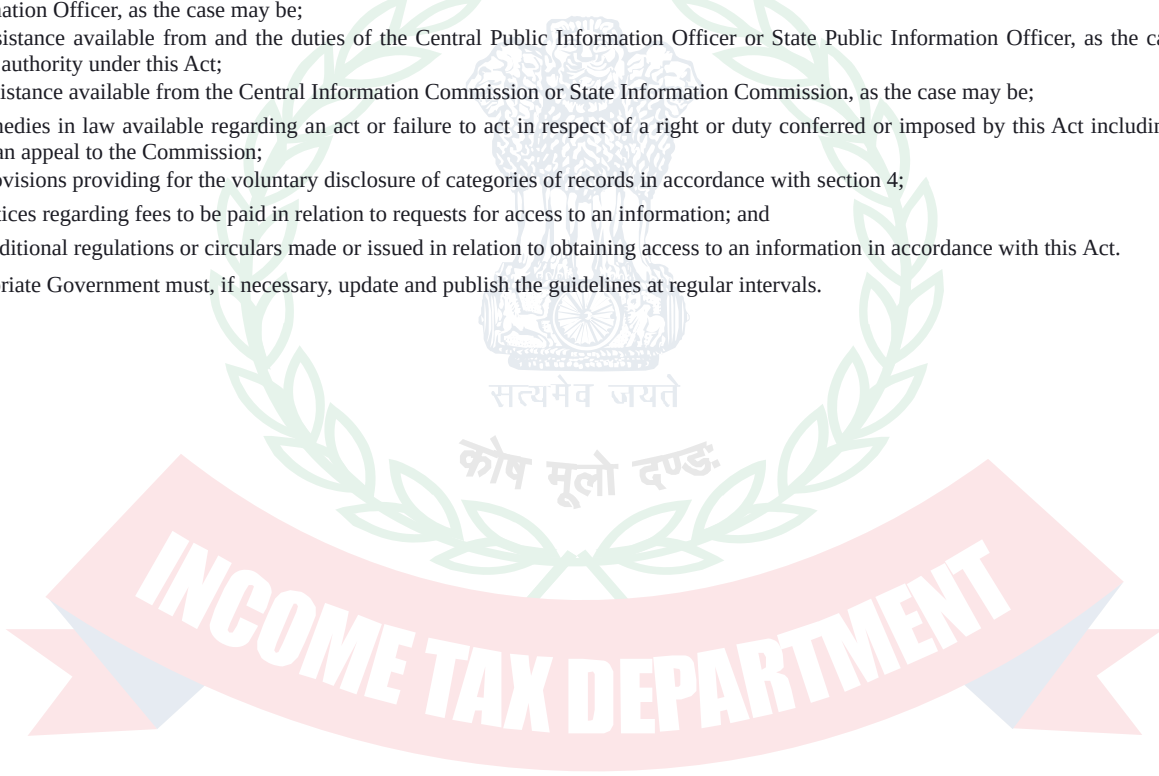 ation Officer, as the case may be;
sistance available from and the duties of the Central Public Information Officer or State Public Information Officer, as the ca
authority under this Act;
istance available from the Central Information Commission or State Information Commission, as the case may be;
nedies in law available regarding an act or failure to act in respect of a right or duty conferred or imposed by this Act includin
an appeal to the Commission;
ovisions providing for the voluntary disclosure of categories of records in accordance with section 4;
tices regarding fees to be paid in relation to requests for access to an information; and
dditional regulations or circulars made or issued in relation to obtaining access to an information in accordance with this Act.
riate Government must, if necessary, update and publish the guidelines at regular intervals.
सत्यमेव जयते
कोष मूलो दण्डः
INCOME TAX DEPARTMENT